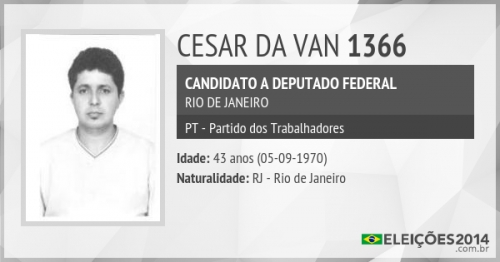 CESAR DA VAN 1366
CANDIDATO A DEPUTADO FEDERAL
RIO DE JANEIRO
PT - Partido dos Trabalhadores
Idade: 43 anos (05-09-1970)
Naturalidade: RJ - Rio de Janeiro
ELEIÇÕES2014
.com.br